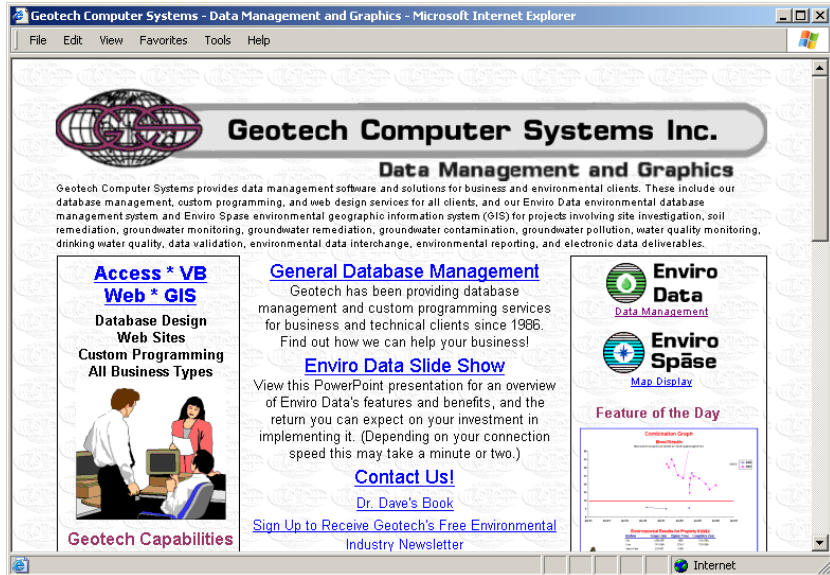 Geotech Computer Systems - Data Management and Graphics - Microsoft Internet Explorer
File Edit View Favorites Tools Help
Geotech Computer Systems Inc.
Data Management and Graphics
Geotech Computer Systems provides data management software and solutions for business and environmental clients. These include our
database management, custom programming, and web design services for all clients, and our Enviro Data environmental database
management system and Enviro Spase environmental geographic information system (GIS) for projects involving site investigation, soil
remediation, groundwater monitoring, groundwater remediation, groundwater contamination, groundwater pollution, water quality monitoring,
drinking water quality, data validation, environmental data interchange, environmental reporting, and electronic data deliverables.
Access * VB
Web * GIS
Database Design
Web Sites
Custom Programming
All Business Types
Geotech Capabilities
General Database Management
Geotech has been providing database
management and custom programming services
for business and technical clients since 1986.
Find out how we can help your business!
Enviro Data Slide Show
View this PowerPoint presentation for an overview
of Enviro Data's features and benefits, and the
return you can expect on your investment in
implementing it. (Depending on your connection
speed this may take a minute or two.)
Contact Us!
Dr. Dave's Book
Sign Up to Receive Geotech's Free Environmental
Industry Newsletter
Enviro
Data
Data Management
Enviro
Spāse
Map Display
Feature of the Day
Combination Graph
Internet